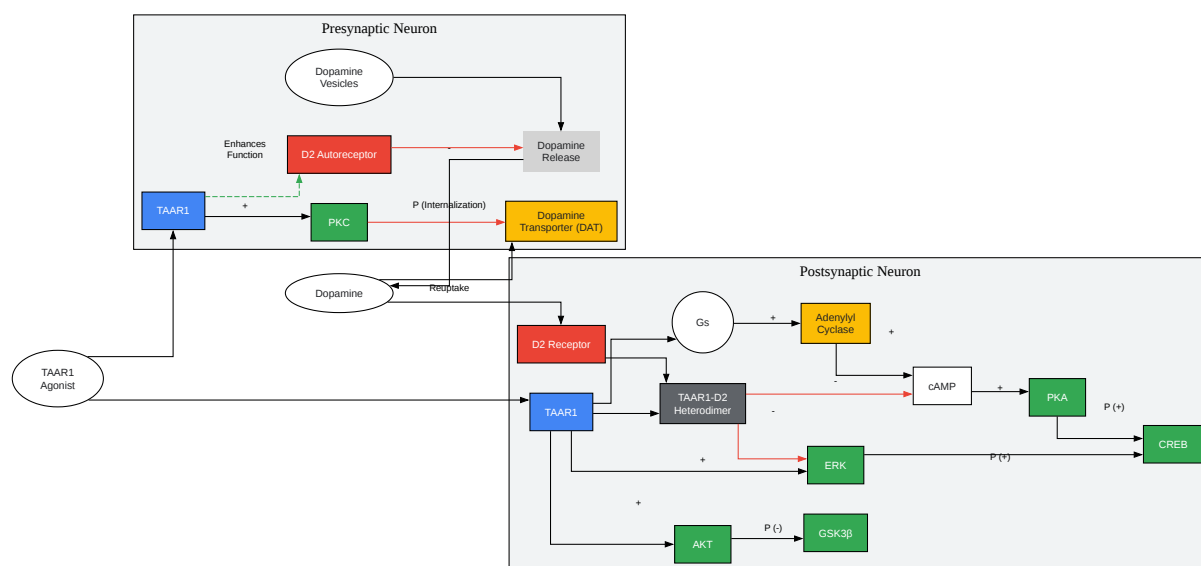 Presynaptic Neuron
Dopamine
Vesicles
Enhances
Function
D2 Autoreceptor
-
Dopamine
Release
TAAR1
+
PKC
P (Internalization)
Dopamine
Transporter (DAT)
Dopamine
Reuptake
Postsynaptic Neuron
Gs
+
Adenylyl
Cyclase
+
D2 Receptor
TAAR1
Agonist
-
cAMP
+
PKA
TAAR1
TAAR1-D2
Heterodimer
-
P (+)
CREB
+
ERK
P (+)
+
AKT
P (-)
GSK3β